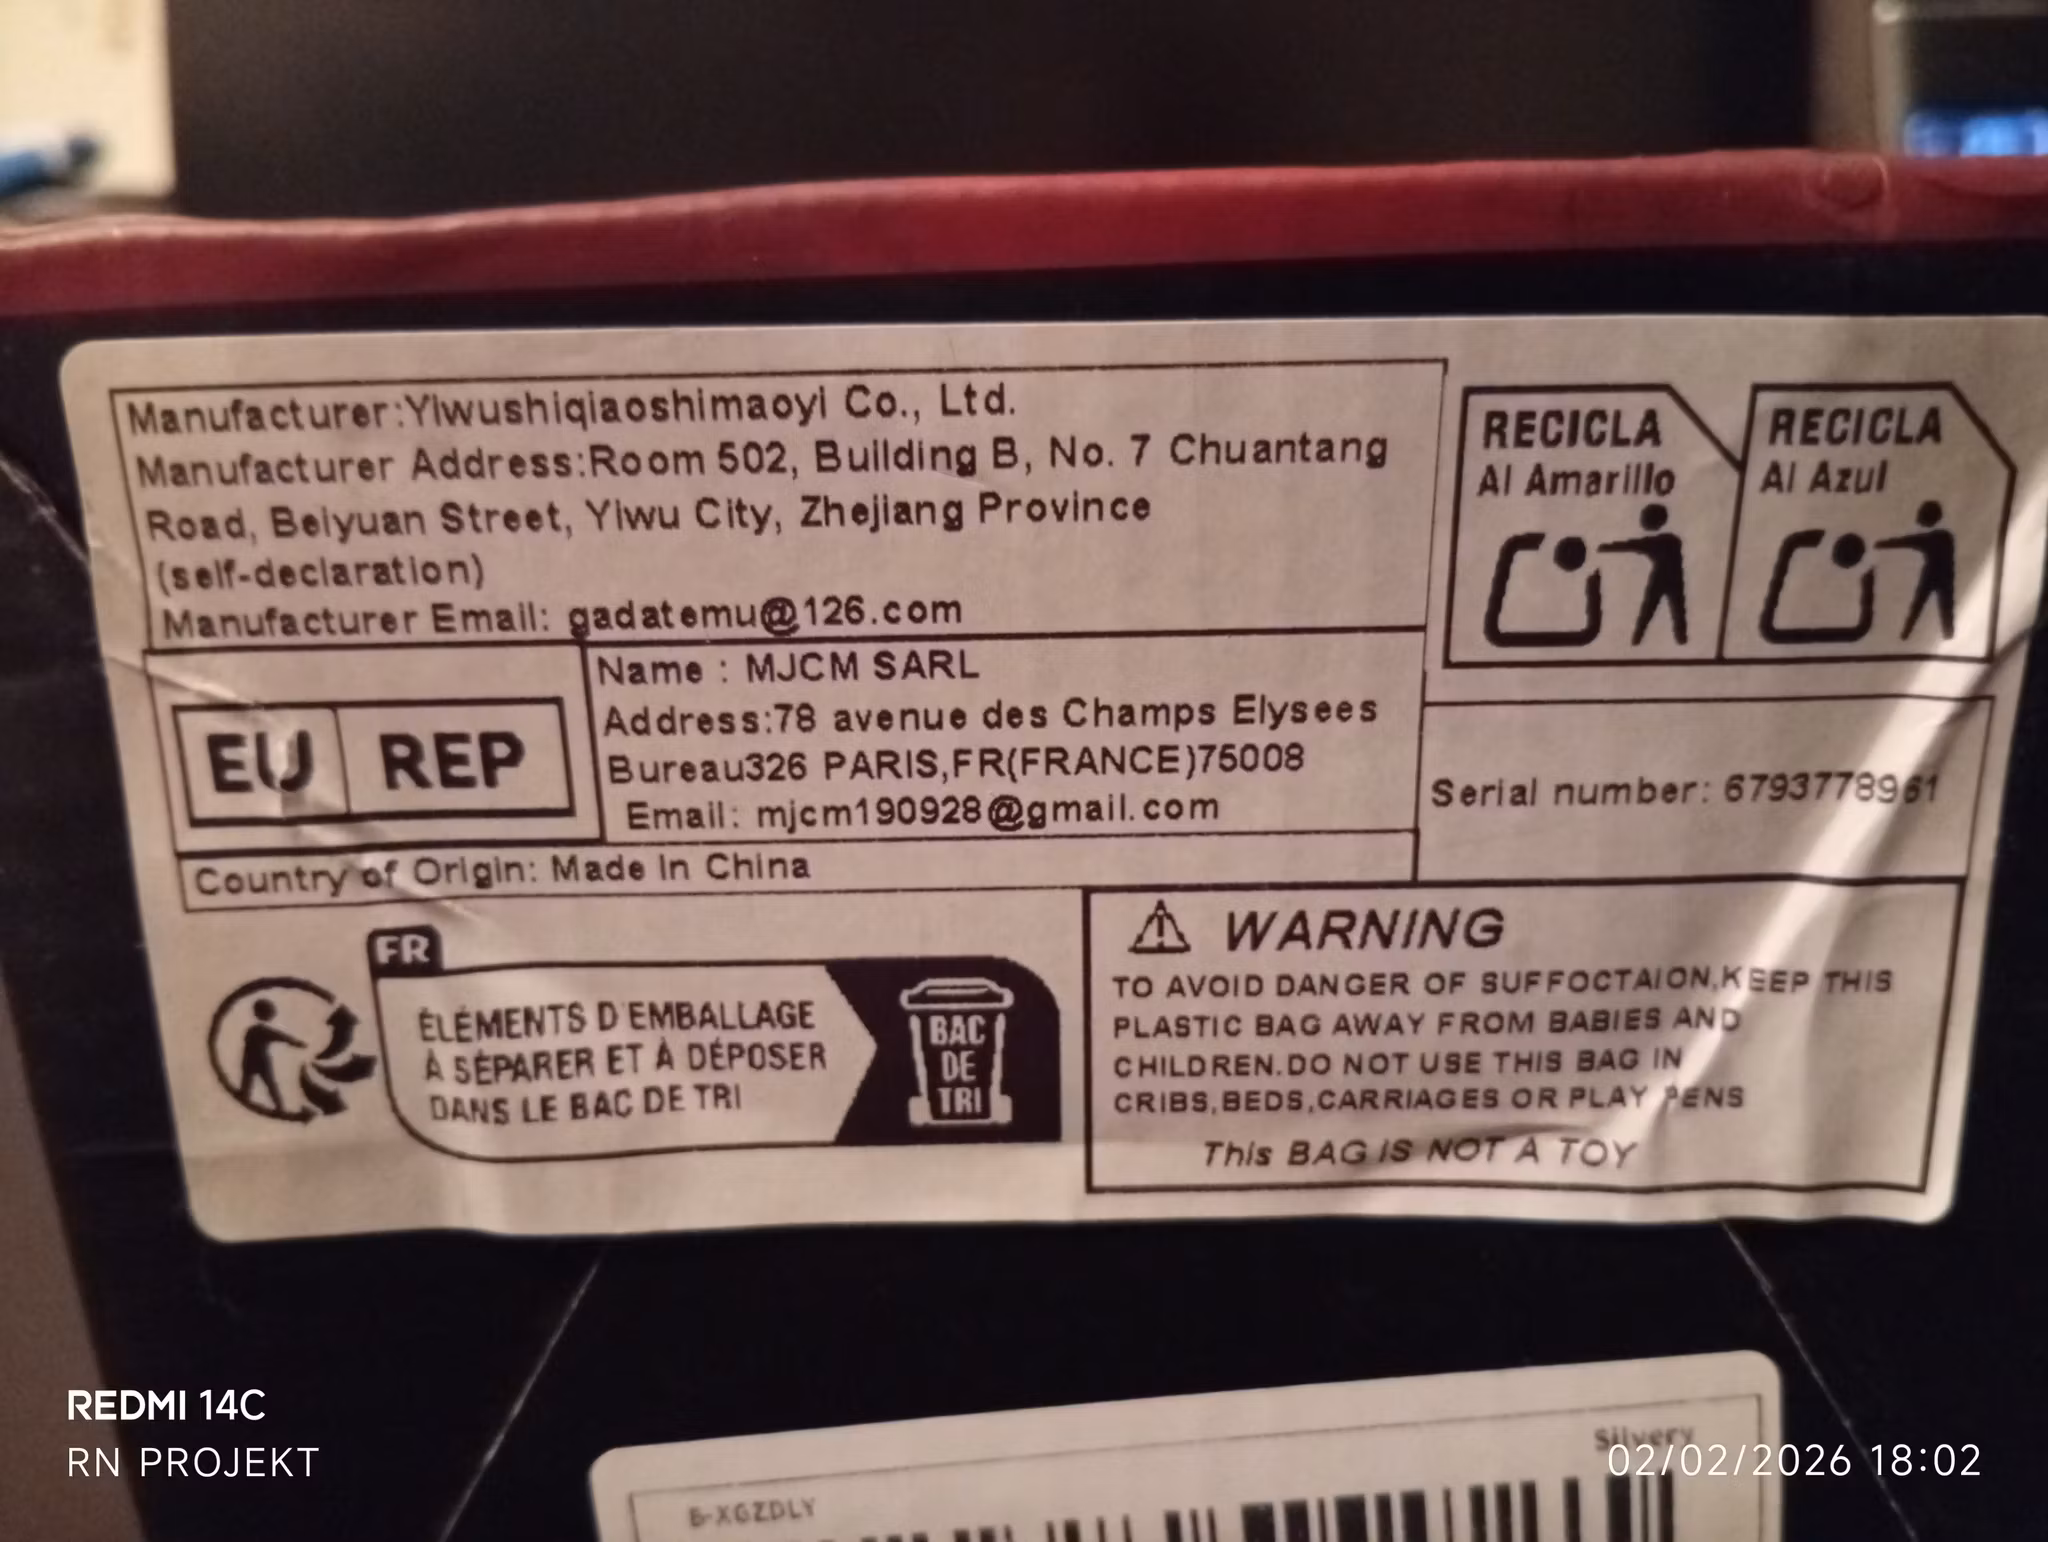 Manufacturer:Yiwushiqiaoshimaoyi Co., Ltd.
Manufacturer Address:Room 502, Building B, No. 7 Chuantang
Road, Beiyuan Street, Yiwu City, Zhejiang Province
(self-declaration)
Manufacturer Email: gadatemu@126.com
EU REP
Name : MJCM SARL
Address:78 avenue des Champs Elysees
Bureau326 PARIS,FR(FRANCE)75008
Email: mjcm190928@gmail.com
Country of Origin: Made In China
RECICLA
Al Amarillo
RECICLA
Al Azul
Serial number: 6793778961
FR
ÉLÉMENTS D'EMBALLAGE
À SÉPARER ET À DÉPOSER
DANS LE BAC DE TRI
BAC
DE
TRI
WARNING
TO AVOID DANGER OF SUFFOCTAION,KEEP THIS
PLASTIC BAG AWAY FROM BABIES AND
CHILDREN.DO NOT USE THIS BAG IN
CRIBS,BEDS,CARRIAGES OR PLAY PENS
This BAG IS NOT A TOY
Silvery
6-XGZDLY
REDMI 14C
RN PROJEKT
02/02/2026 18:02